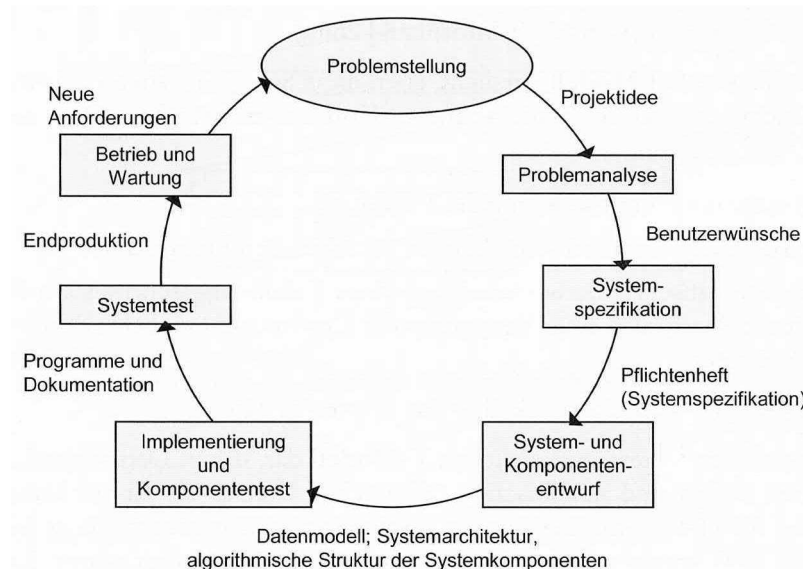 Problemstellung
Projektidee
Problemanalyse
Benutzerwünsche
System-
spezifikation
Pflichtenheft
(Systemspezifikation)
System- und
Komponenten-
entwurf
Datenmodell; Systemarchitektur,
algorithmische Struktur der Systemkomponenten
Implementierung
und
Komponententest
Programme und
Dokumentation
Systemtest
Endproduktion
Betrieb und
Wartung
Neue
Anforderungen